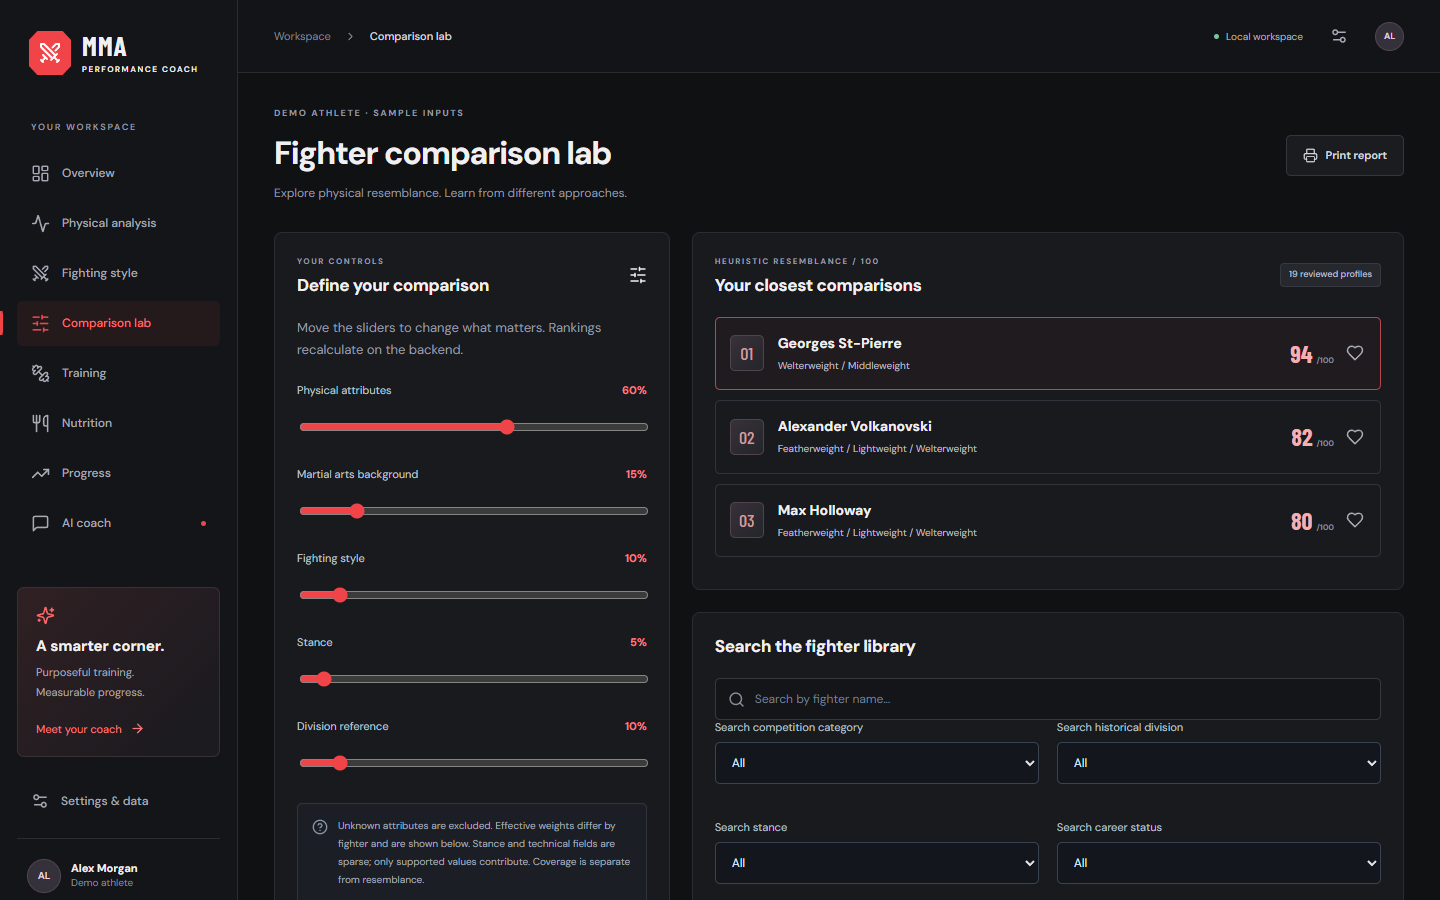 MMA
PERFORMANCE COACH
YOUR WORKSPACE
Overview
Physical analysis
Fighting style
Comparison lab
Training
Nutrition
Progress
AI coach
A smarter corner.
Purposeful training.
Measurable progress.
Meet your coach
Settings & data
AL
Alex Morgan
Demo athlete
Workspace
Comparison lab
Local workspace
AL
DEMO ATHLETE · SAMPLE INPUTS
Fighter comparison lab
Explore physical resemblance. Learn from different approaches.
Print report
YOUR CONTROLS
Define your comparison
Move the sliders to change what matters. Rankings
recalculate on the backend.
Physical attributes 60%
Martial arts background 15%
Fighting style 10%
Stance 5%
Division reference 10%
Unknown attributes are excluded. Effective weights differ by
fighter and are shown below. Stance and technical fields are
sparse; only supported values contribute. Coverage is separate
from resemblance.
HEURISTIC RESEMBLANCE / 100
Your closest comparisons
19 reviewed profiles
01
Georges St-Pierre
Welterweight / Middleweight
94 /100
02
Alexander Volkanovski
Featherweight / Lightweight / Welterweight
82 /100
03
Max Holloway
Featherweight / Lightweight / Welterweight
80 /100
Search the fighter library
Search by fighter name...
Search competition category
All
Search historical division
All
Search stance
All
Search career status
All